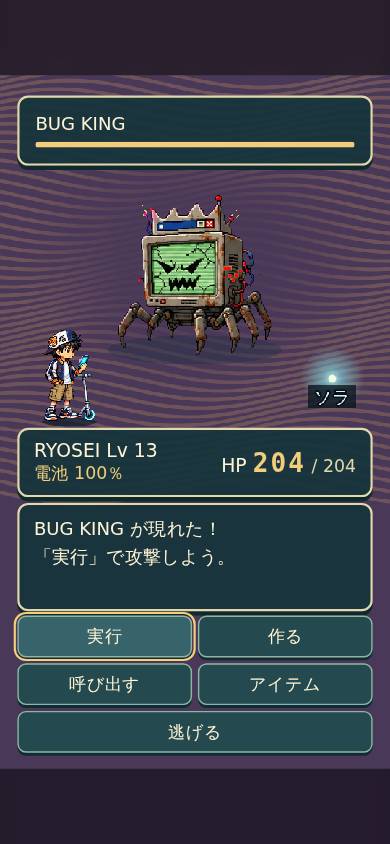 BUG KING
ソラ
RYOSEI Lv 13
電池 100%
HP 204 / 204
BUG KING が現れた！
「実行」で攻撃しよう。
実行
作る
呼び出す
アイテム
逃げる